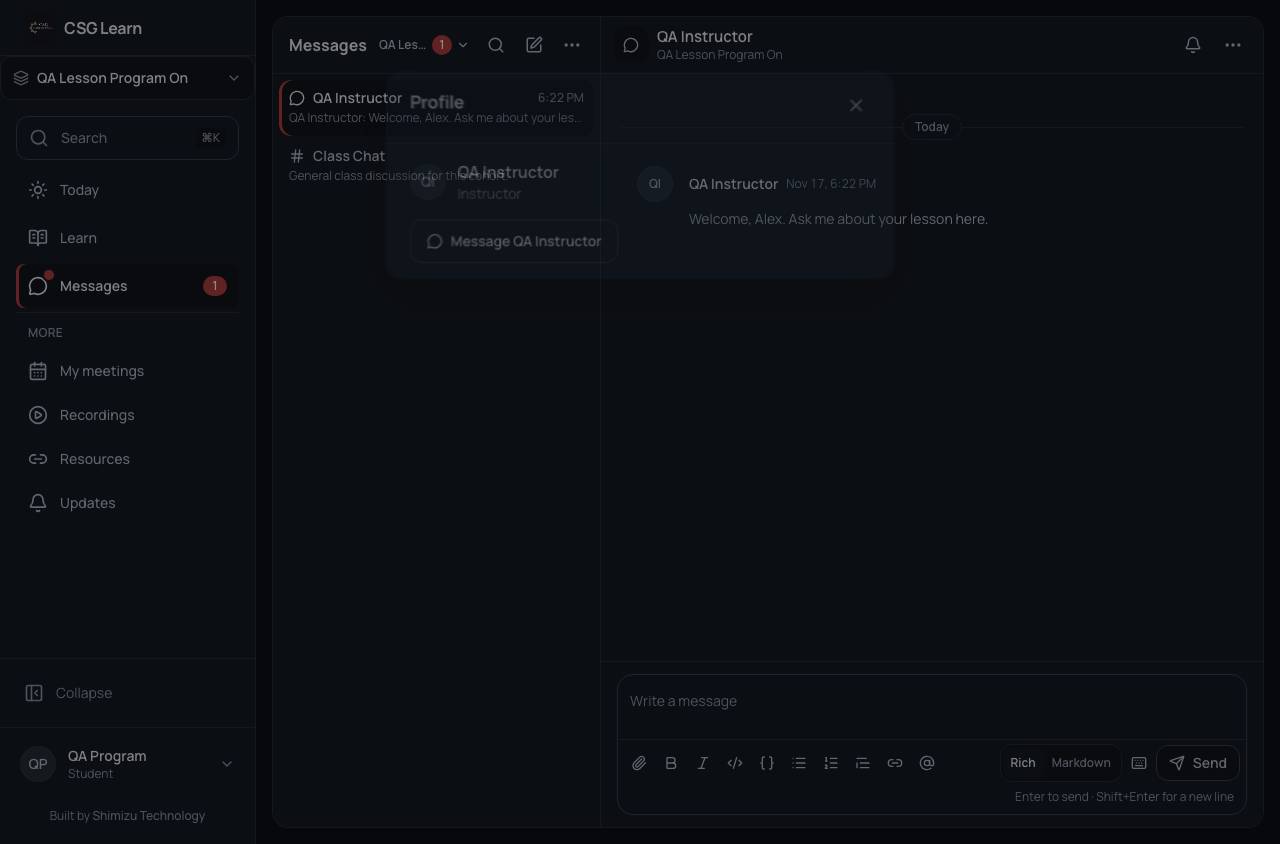 CSG Learn
QA Lesson Program On
Search
⌘K
Today
Learn
Messages
1
MORE
My meetings
Recordings
Resources
Updates
Collapse
QP
QA Program
Student
Built by Shimizu Technology
Messages
QA Les...
1
QA Instructor
6:22 PM
QA Instructor: Welcome, Alex. Ask me about your les...
Class Chat
General class discussion for this cohort.
Profile
QI
QA Instructor
Instructor
Message QA Instructor
QA Instructor
QA Lesson Program On
Today
QI
QA Instructor
Nov 17, 6:22 PM
Welcome, Alex. Ask me about your lesson here.
Write a message
Rich
Markdown
Send
Enter to send · Shift+Enter for a new line